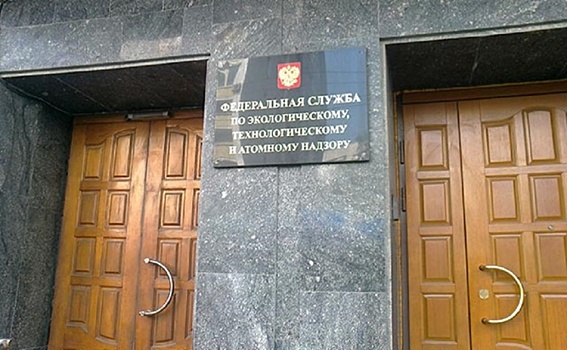 ФЕДЕРАЛЬНАЯ СЛУЖБА
ПО ЭКОЛОГИЧЕСКОМУ,
ТЕХНОЛОГИЧЕСКОМУ
И АТОМНОМУ НАДЗОРУ